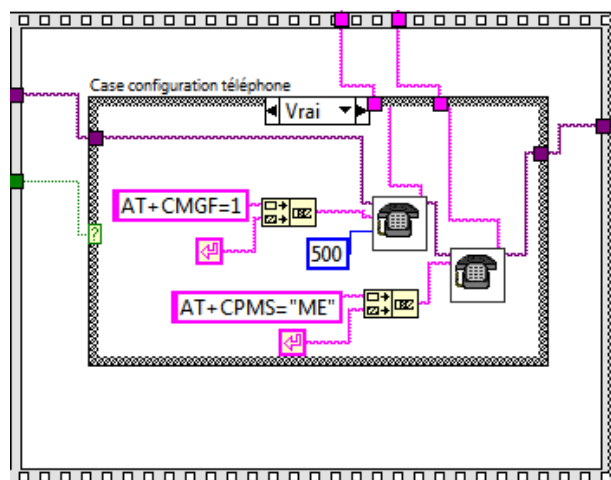 Case configuration téléphone
Vrai
AT+CMGF=1
500
AT+CPMS="ME"
?